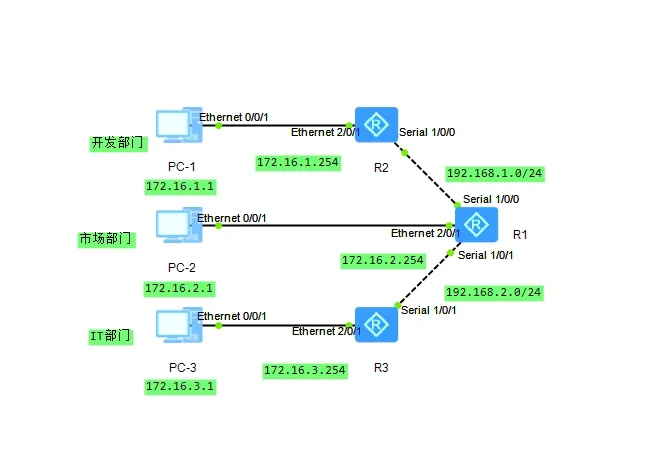 Ethernet 0/0/1
Ethernet 2/0/1
Serial 1/0/0
开发部门
172.16.1.254
PC-1
R2
192.168.1.0/24
172.16.1.1
Serial 1/0/0
Ethernet 0/0/1
Ethernet 2/0/1
R1
市场部门
Serial 1/0/1
172.16.2.254
PC-2
172.16.2.1
192.168.2.0/24
Serial 1/0/1
Ethernet 0/0/1
Ethernet 2/0/1
IT部门
PC-3
172.16.3.254
R3
172.16.3.1
R
R
R